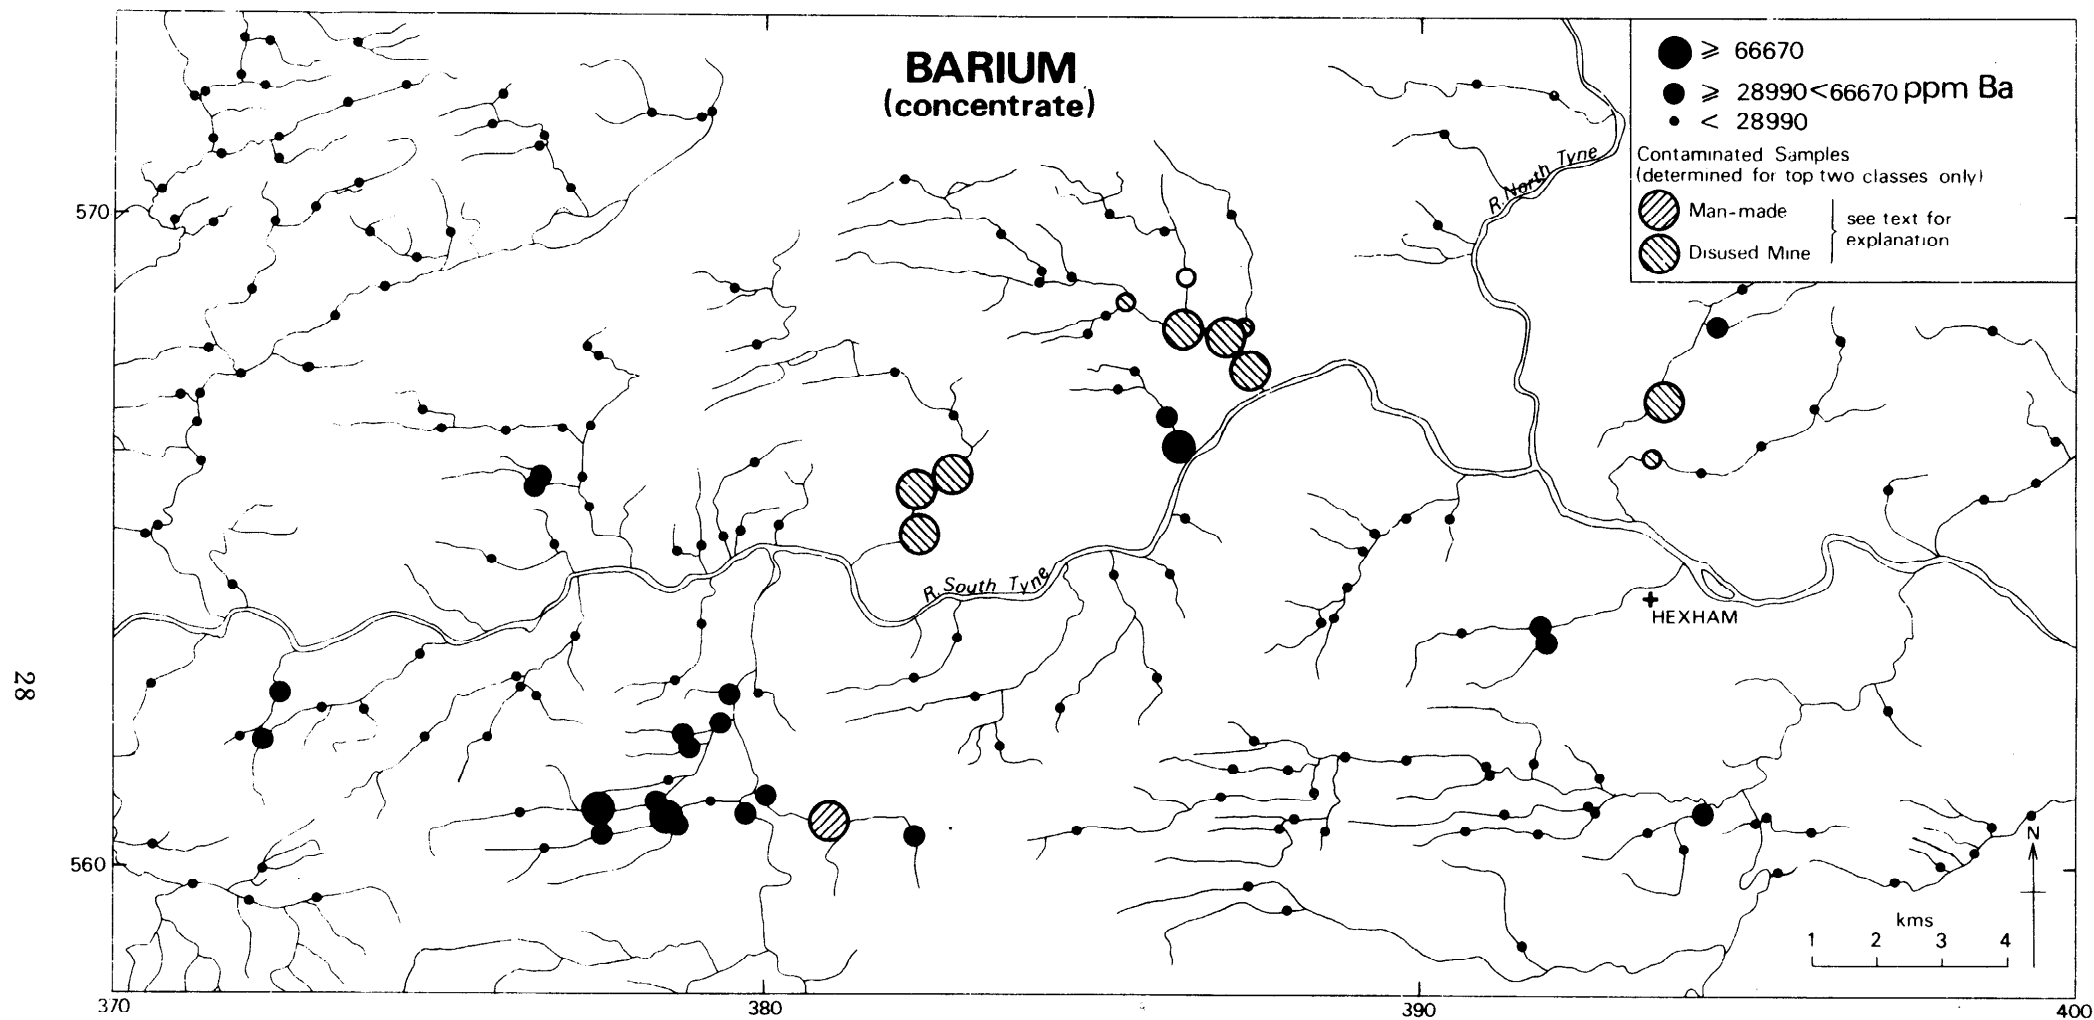 BARIUM
(concentrate)
⩾ 66670
⩾ 28990<66670 ppm Ba
< 28990
Contaminated Samples
(determined for top two classes only)
Man-made
Disused Mine
see text for
explanation
R. North Tyne
570
R. South Tyne
HEXHAM
28
560
N
kms
1 2 3 4
370 380 390 400